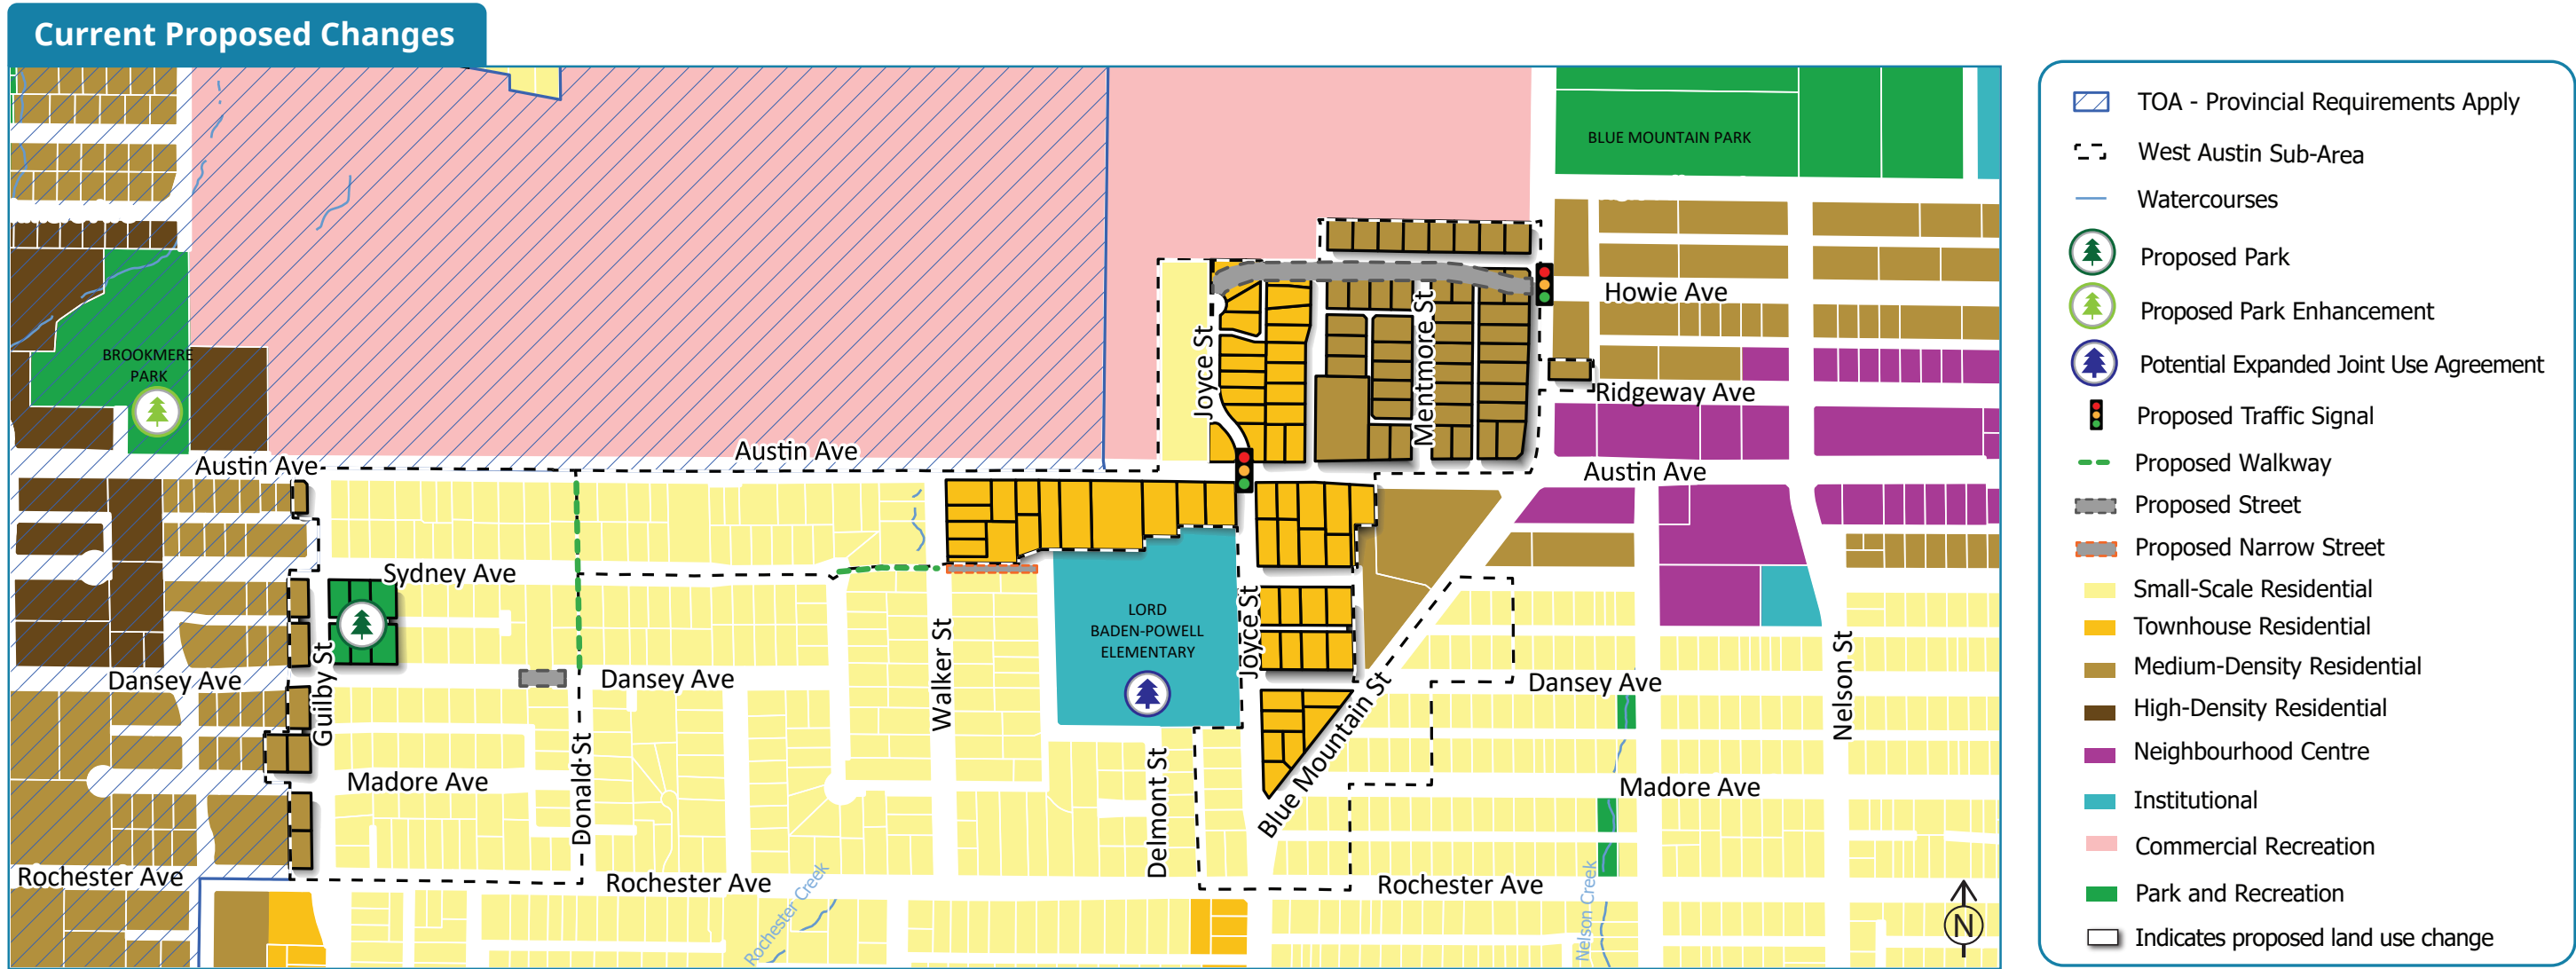 Current Proposed Changes
BLUE MOUNTAIN PARK
Howie Ave
BROOKMERE
PARK
Joyce St
Mentmore St
Ridgeway Ave
Austin Ave
Austin Ave
Austin Ave
Sydney Ave
LORD
BADEN-POWELL
ELEMENTARY
Joyce St
Guilby St
Walker St
Nelson St
Dansey Ave
Dansey Ave
Dansey Ave
Donald St
Delmont St
Blue Mountain St
Madore Ave
Madore Ave
Rochester Ave
Rochester Ave
Rochester Ave
Rochester Creek
Nelson Creek
N
TOA - Provincial Requirements Apply
West Austin Sub-Area
Watercourses
Proposed Park
Proposed Park Enhancement
Potential Expanded Joint Use Agreement
Proposed Traffic Signal
Proposed Walkway
Proposed Street
Proposed Narrow Street
Small-Scale Residential
Townhouse Residential
Medium-Density Residential
High-Density Residential
Neighbourhood Centre
Institutional
Commercial Recreation
Park and Recreation
Indicates proposed land use change